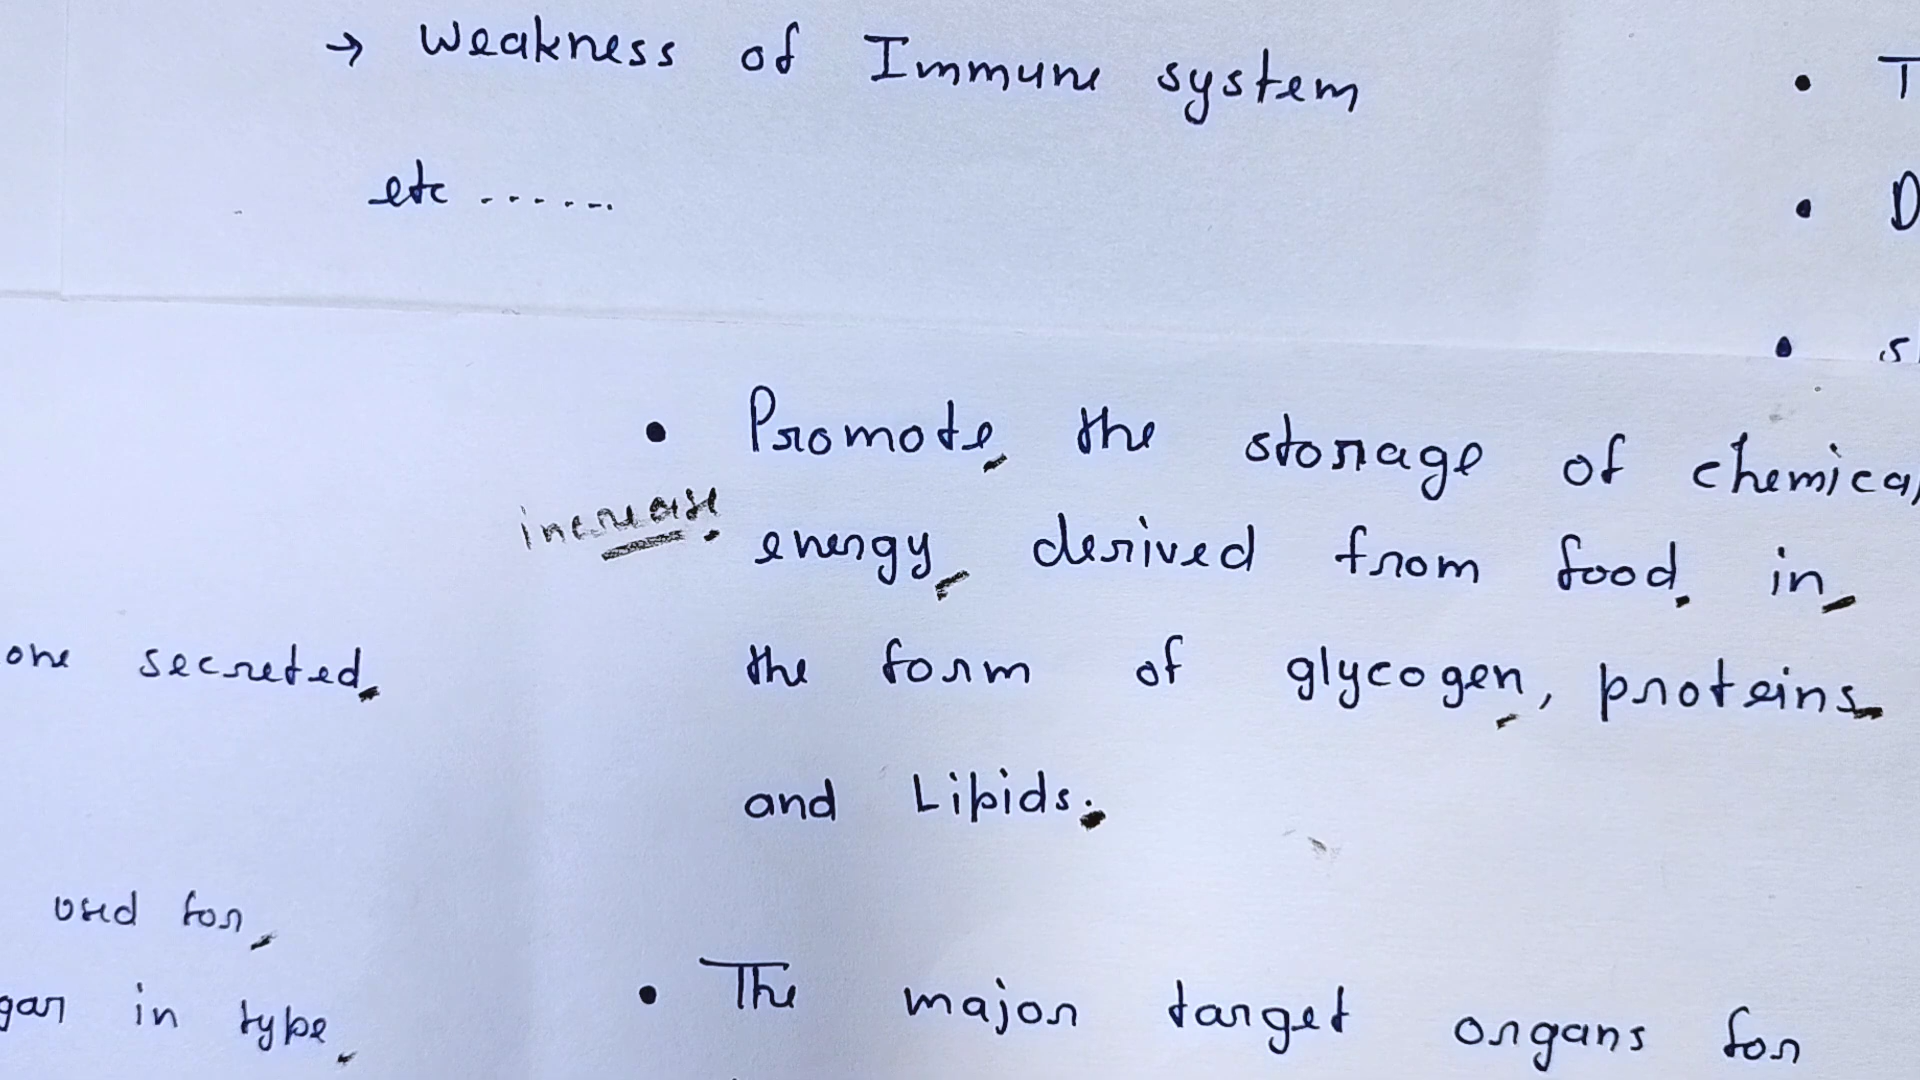 → Weakness of Immune system
etc ......
• Promote the storage of chemical
increase
energy derived from food in
the form of glycogen, proteins
and Lipids.
• The major target organs for
one secreted
used for
gar in type
• T
• D
• s